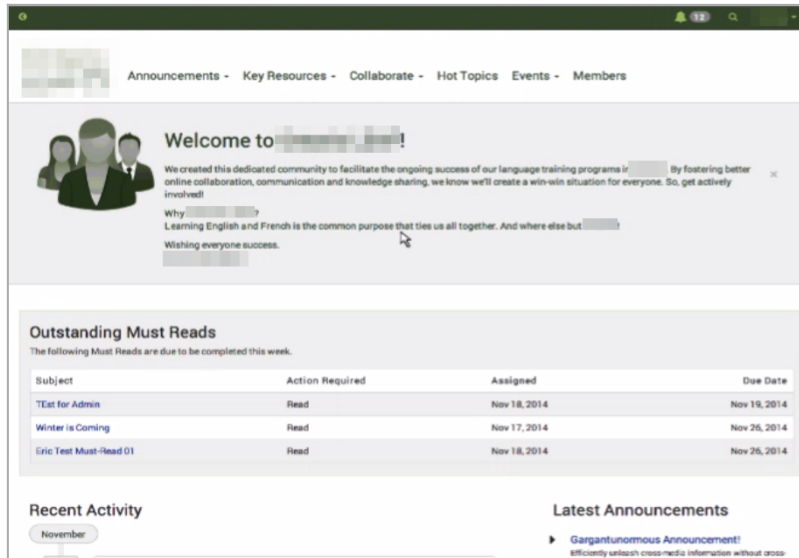 12
Announcements Key Resources Collaborate Hot Topics Events Members
Welcome to !
We created this dedicated community to facilitate the ongoing success of our language training programs in . By fostering better
online collaboration, communication and knowledge sharing, we know we'll create a win-win situation for everyone. So, get actively
involved!
Why ?
Learning English and French is the common purpose that ties us all together. And where else but !
Wishing everyone success.
Outstanding Must Reads
The following Must Reads are due to be completed this week.
Subject Action Required Assigned Due Date
TEst for Admin Read Nov 18, 2014 Nov 19, 2014
Winter is Coming Read Nov 17, 2014 Nov 26, 2014
Eric Test Must-Read 01 Read Nov 18, 2014 Nov 26, 2014
Recent Activity Latest Announcements
November
Gargantunormous Announcement!
Efficiently unleash cross-media information without cross-